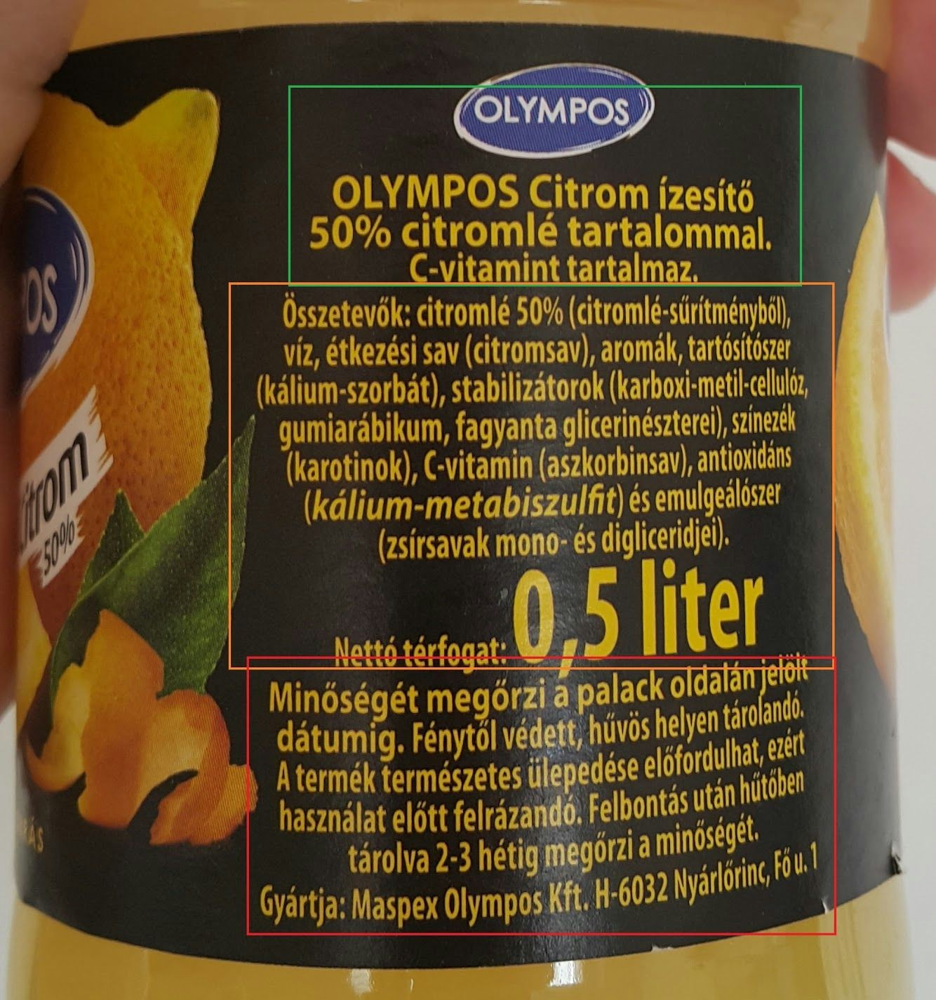 OLYMPOS
OLYMPOS Citrom ízesítő
50% citromlé tartalommal.
C-vitamint tartalmaz.
Összetevők: citromlé 50% (citromlé-sűrítményből),
víz, étkezési sav (citromsav), aromák, tartósítószer
(kálium-szorbát), stabilizátorok (karboxi-metil-cellulóz,
gumiarábikum, fagyanta glicerinészterei), színezék
(karotinok), C-vitamin (aszkorbinsav), antioxidáns
(kálium-metabiszulfit) és emulgeálószer
(zsírsavak mono- és digliceridjei).
Nettó térfogat: 0,5 liter
Minőségét megőrzi a palack oldalán jelölt
dátumig. Fénytől védett, hűvös helyen tárolandó.
A termék természetes ülepedése előfordulhat, ezért
használat előtt felrázandó. Felbontás után hűtőben
tárolva 2-3 hétig megőrzi a minőségét.
Gyártja: Maspex Olympos Kft. H-6032 Nyárlőrinc, Fő u. 1
POS
Citrom
50%